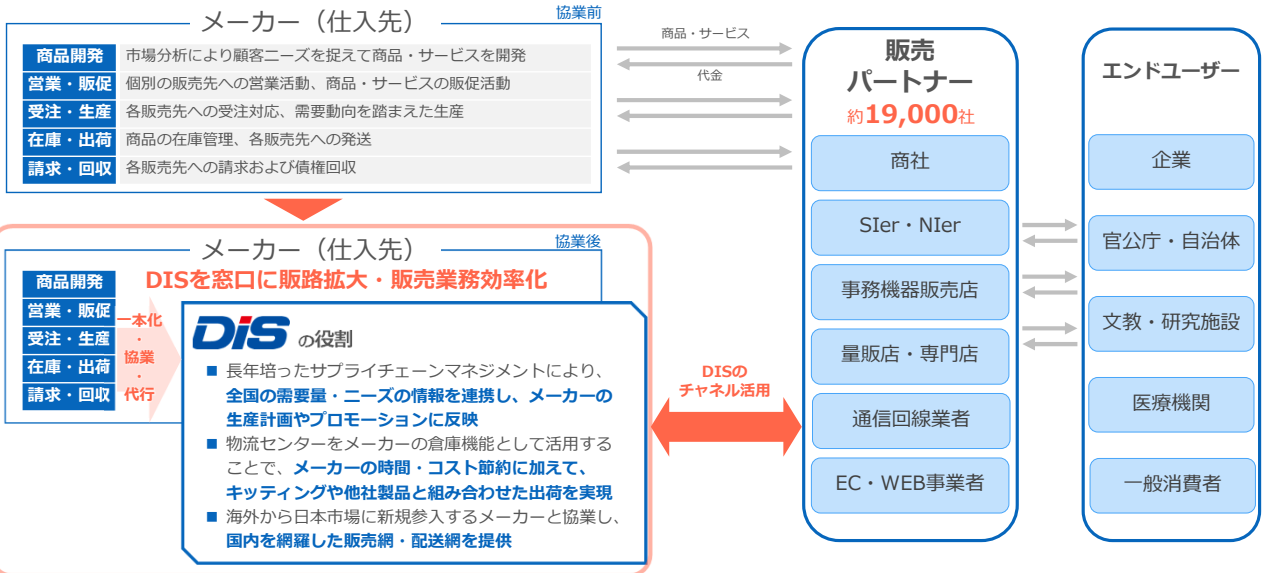 メーカー（仕入先）
協業前
商品開発 市場分析により顧客ニーズを捉えて商品・サービスを開発
営業・販促 個別の販売先への営業活動、商品・サービスの販促活動
受注・生産 各販売先への受注対応、需要動向を踏まえた生産
在庫・出荷 商品の在庫管理、各販売先への発送
請求・回収 各販売先への請求および債権回収
商品・サービス
代金
メーカー（仕入先）
協業後
DISを窓口に販路拡大・販売業務効率化
商品開発
営業・販促
受注・生産
在庫・出荷
請求・回収
一本化
・
協業
・
代行
DiS の役割
■ 長年培ったサプライチェーンマネジメントにより、
全国の需要量・ニーズの情報を連携し、メーカーの
生産計画やプロモーションに反映
■ 物流センターをメーカーの倉庫機能として活用する
ことで、メーカーの時間・コスト節約に加えて、
キッティングや他社製品と組み合わせた出荷を実現
■ 海外から日本市場に新規参入するメーカーと協業し、
国内を網羅した販売網・配送網を提供
DISの
チャネル活用
販売
パートナー
約19,000社
商社
SIer・NIer
事務機器販売店
量販店・専門店
通信回線業者
EC・WEB事業者
エンドユーザー
企業
官公庁・自治体
文教・研究施設
医療機関
一般消費者